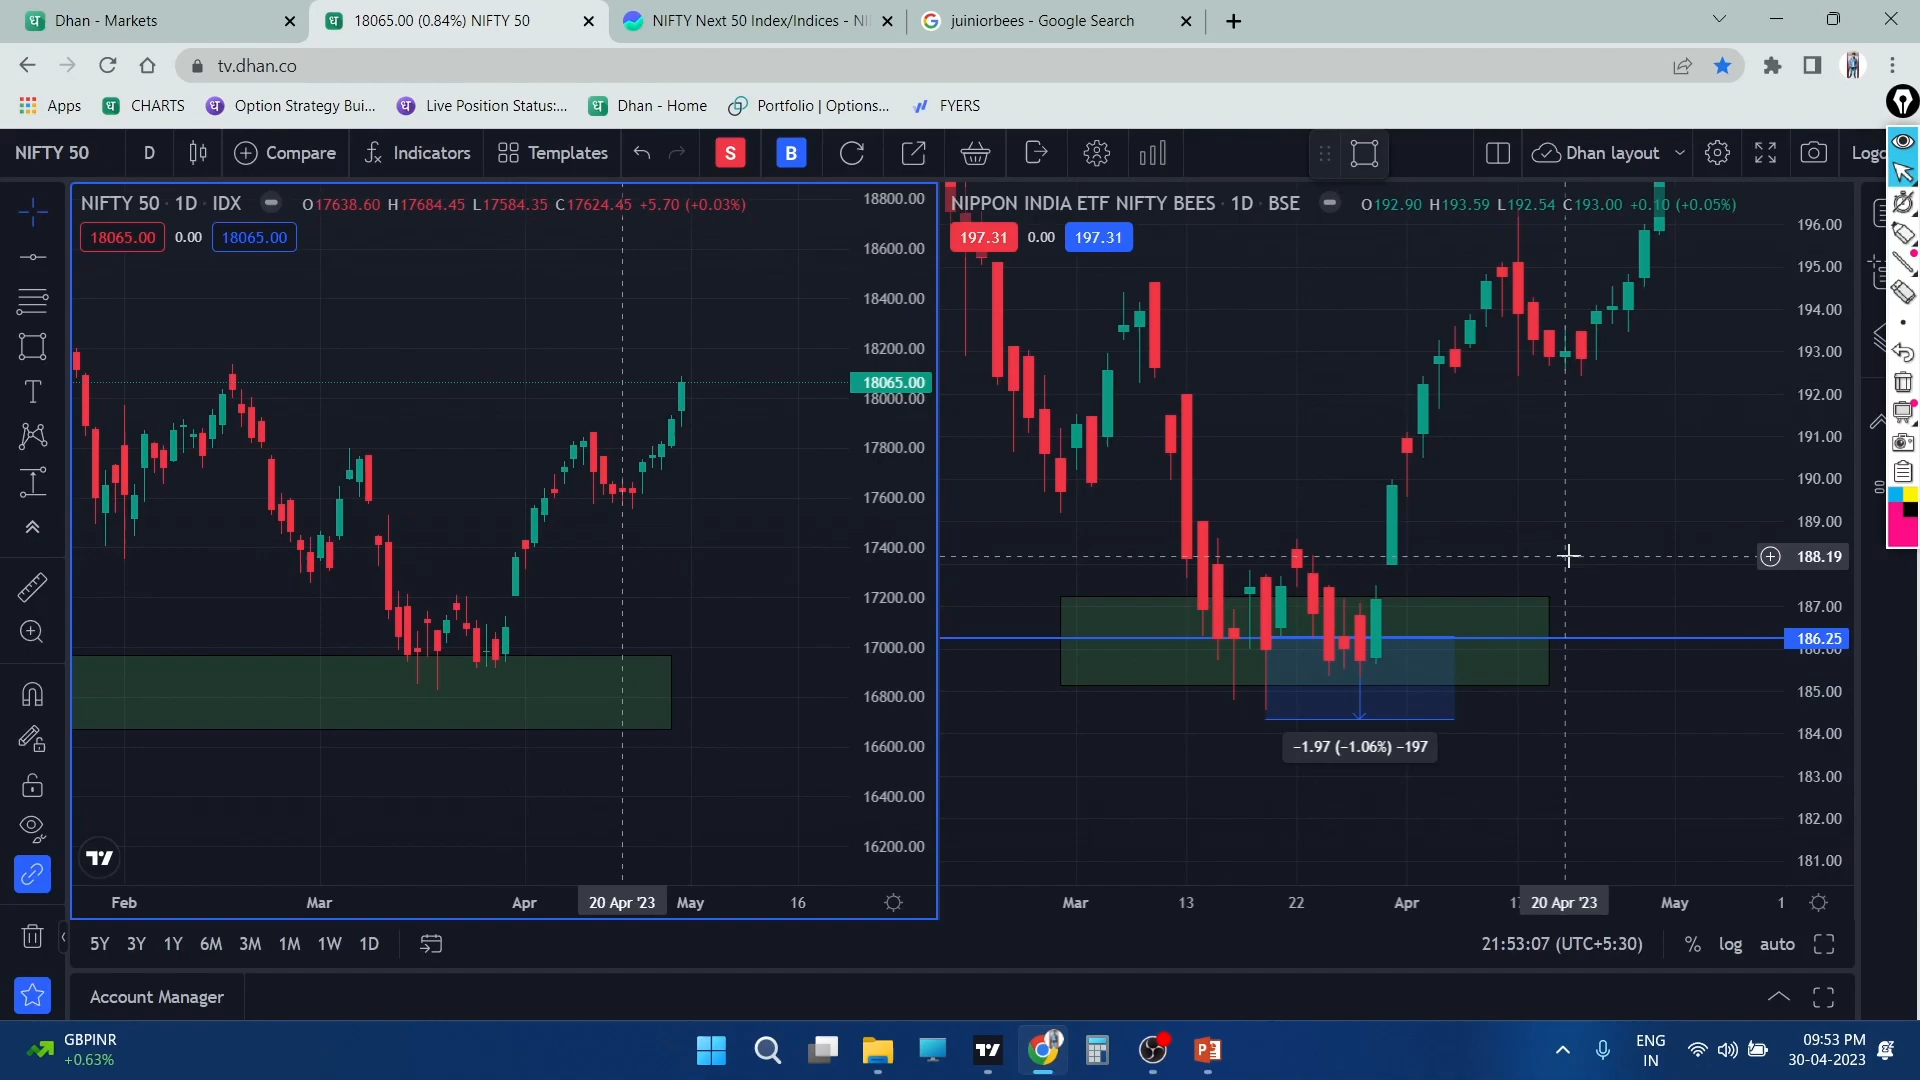 Dhan - Markets
18065.00 (0.84%) NIFTY 50
NIFTY Next 50 Index/Indices - NI
juiniorbees - Google Search
tv.dhan.co
Apps
CHARTS
Option Strategy Bui...
Live Position Status:...
Dhan - Home
Portfolio | Options...
FYERS
NIFTY 50
D
Compare
Indicators
Templates
S
B
Dhan layout
Logo
NIFTY 50 · 1D · IDX
O17638.60 H17684.45 L17584.35 C17624.45 +5.70 (+0.03%)
18065.00
0.00
18065.00
18800.00
18600.00
18400.00
18200.00
18065.00
18000.00
17800.00
17600.00
17400.00
17200.00
17000.00
16800.00
16600.00
16400.00
16200.00
Feb
Mar
Apr
20 Apr '23
May
16
NIPPON INDIA ETF NIFTY BEES · 1D · BSE
O192.90 H193.59 L192.54 C193.00 +0.10 (+0.05%)
197.31
0.00
197.31
196.00
195.00
194.00
193.00
192.00
191.00
190.00
189.00
188.19
187.00
186.25
186.00
185.00
184.00
183.00
182.00
181.00
−1.97 (−1.06%) −197
Mar
13
22
Apr
20 Apr '23
May
1
5Y
3Y
1Y
6M
3M
1M
1W
1D
21:53:07 (UTC+5:30)
%
log
auto
Account Manager
GBPINR
+0.63%
ENG
IN
09:53 PM
30-04-2023